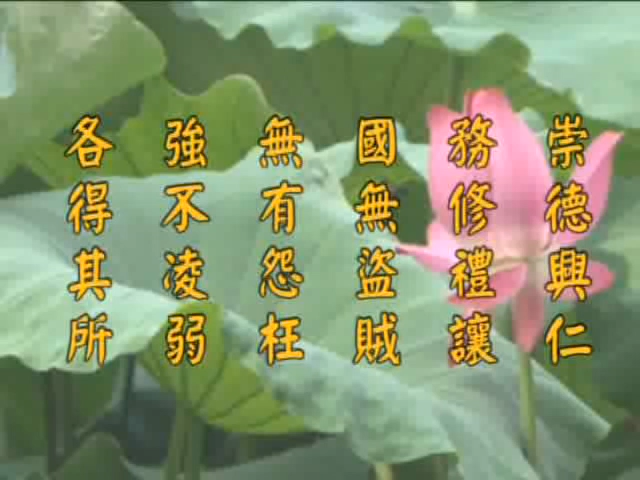 崇德興仁
務修禮讓
國無盜賊
無有怨枉
強不凌弱
各得其所